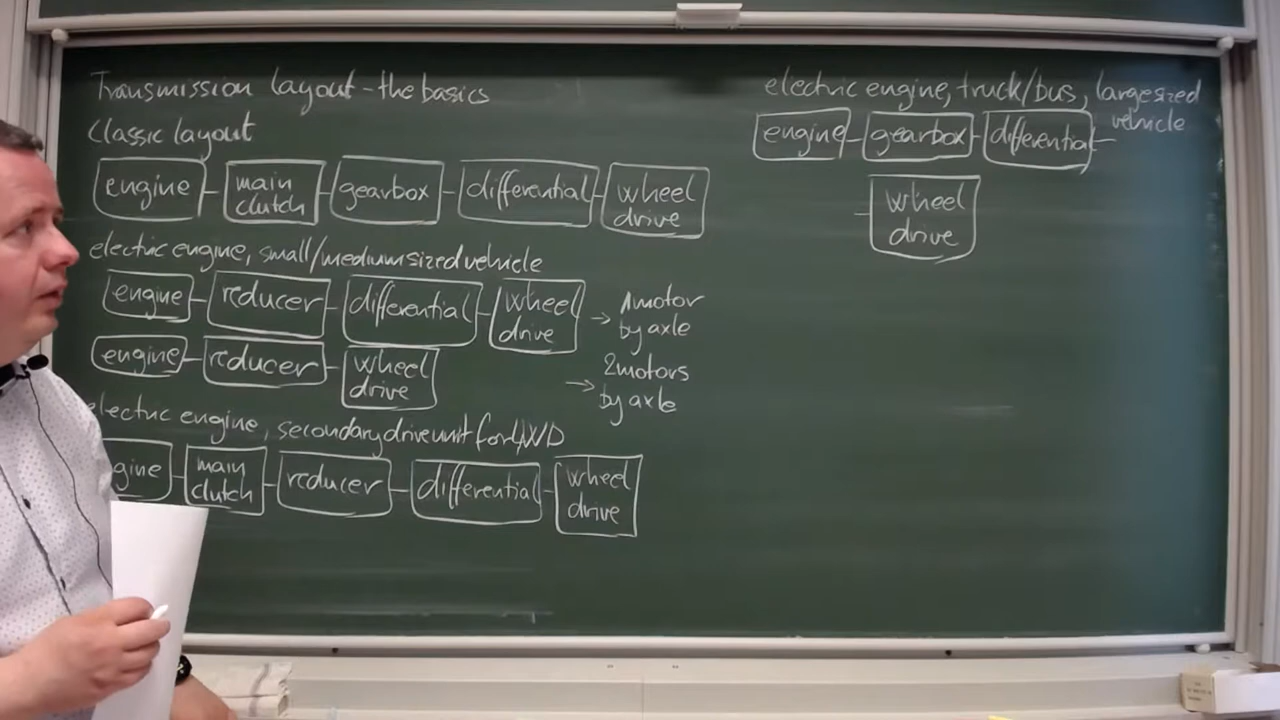 Transmission layout - the basics
Classic layout
engine main clutch gearbox differential wheel drive
electric engine, small/medium sized vehicle
engine reducer differential wheel drive → 1 motor by axle
engine reducer wheel drive → 2 motors by axle
electric engine, secondary drive unit for 4WD
gine main clutch reducer differential wheel drive
electric engine, truck/bus, large sized vehicle
engine gearbox differential
wheel drive